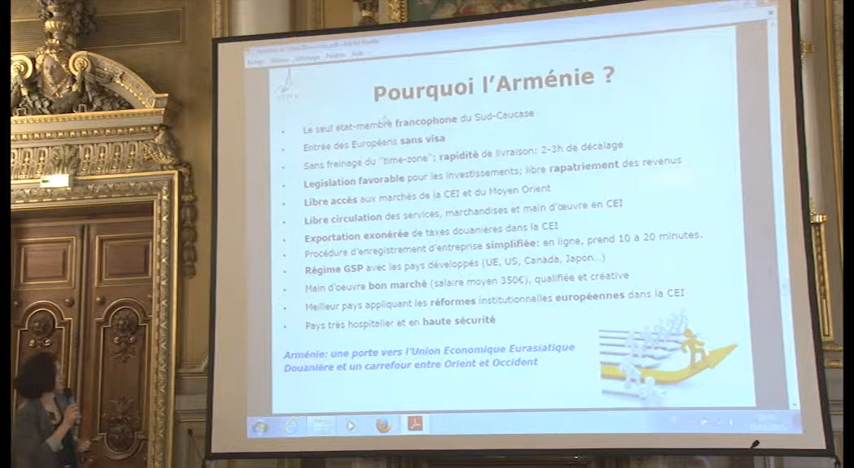 Pourquoi l'Arménie ?
Le seul état-membre francophone du Sud-Caucase
Entrée des Européens sans visa
Sans freinage du "time-zone": rapidité de livraison: 2-3h de décalage
Legislation favorable pour les investissements; libre rapatriement des revenus
Libre accès aux marchés de la CEI et du Moyen Orient
Libre circulation des services, marchandises et main d'œuvre en CEI
Exportation exonérée de taxes douanières dans la CEI
Procédure d'enregistrement d'entreprise simplifiée: en ligne, prend 10 à 20 minutes.
Régime GSP avec les pays développés (UE, US, Canada, Japon...)
Main d'oeuvre bon marché (salaire moyen 350€), qualifiée et créative
Meilleur pays appliquant les réformes institutionnelles européennes dans la CEI
Pays très hospitalier et en haute sécurité
Arménie: une porte vers l'Union Economique Eurasiatique
Douanière et un carrefour entre Orient et Occident